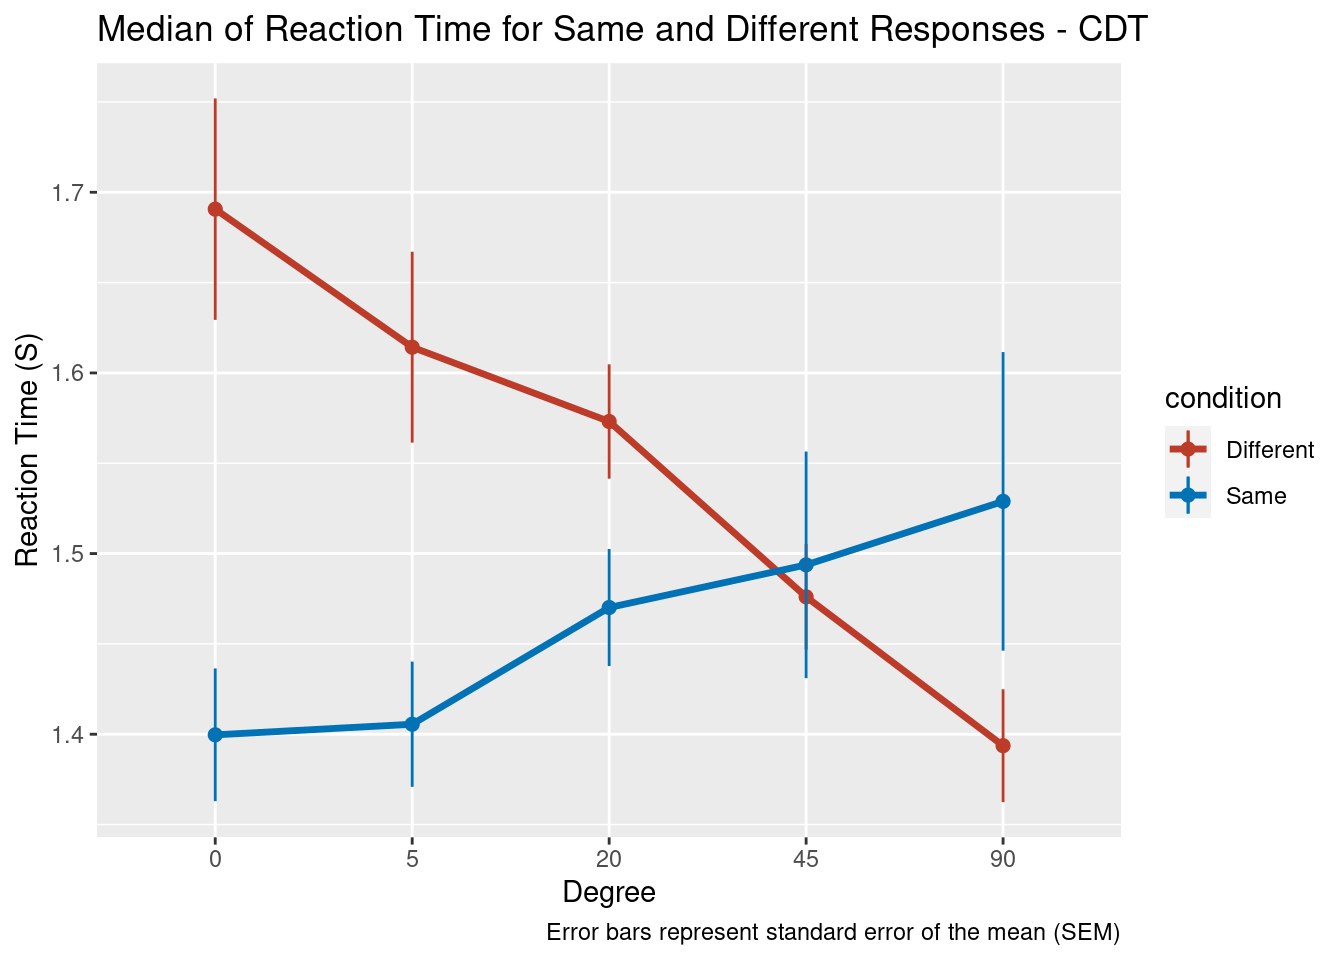 Median of Reaction Time for Same and Different Responses - CDT
Reaction Time (S)
1.7
1.6
1.5
1.4
0 5 20 45 90
Degree
condition
Different
Same
Error bars represent standard error of the mean (SEM)